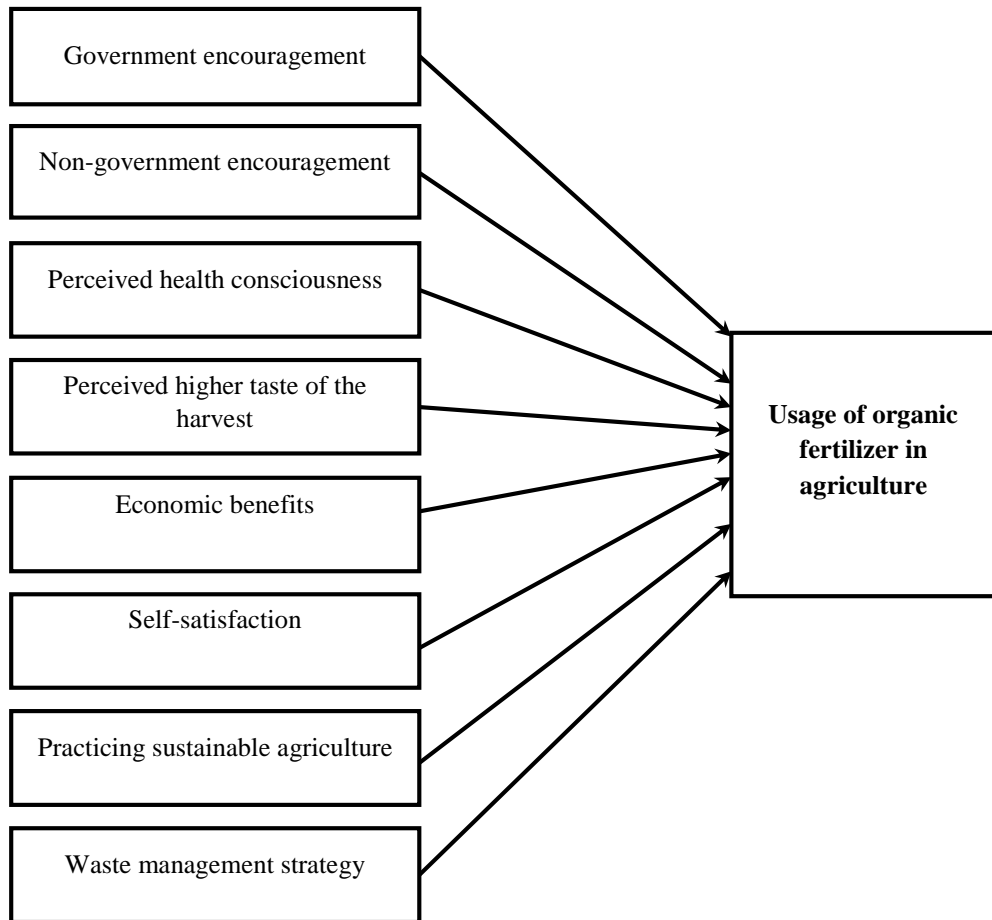 Government encouragement
Non-government encouragement
Perceived health consciousness
Perceived higher taste of the
harvest
Economic benefits
Self-satisfaction
Practicing sustainable agriculture
Waste management strategy
Usage of organic
fertilizer in
agriculture